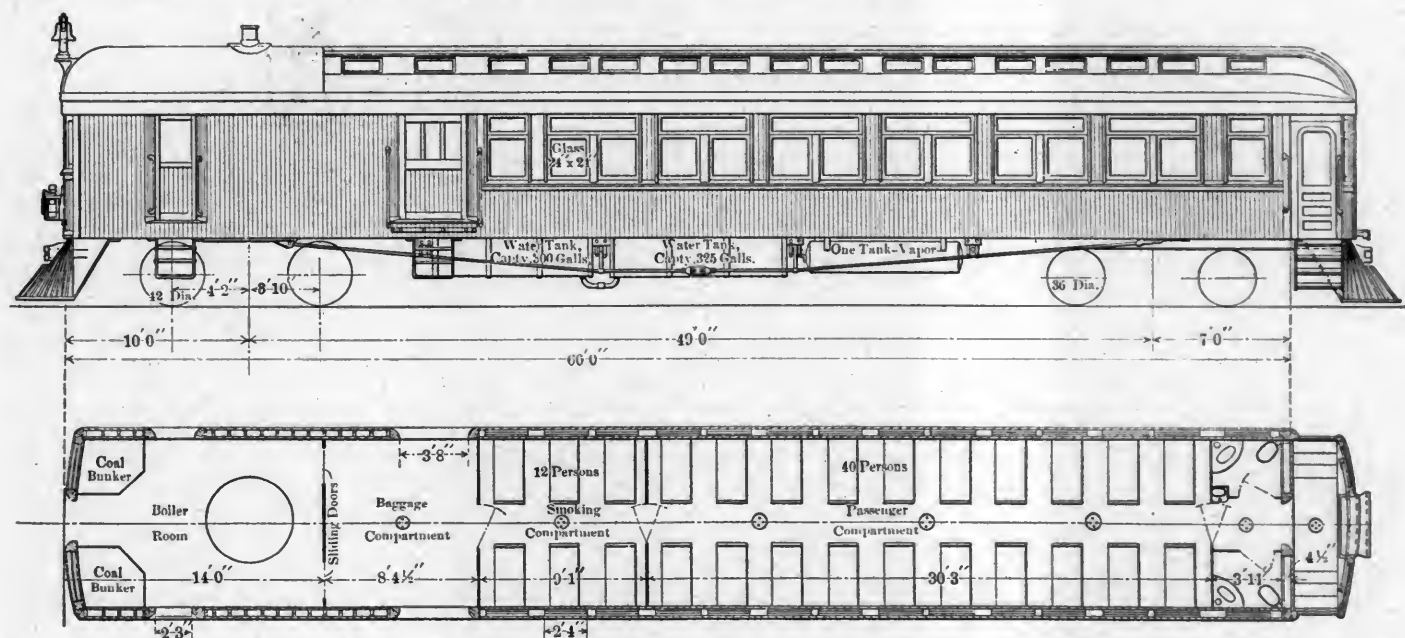 Glass
24" x 21"
Water Tank,
Capty. 300 Galls.
Water Tank,
Capty. 325 Galls.
One Tank-Vapor
42 Dia.
4'2"
3'10"
36 Dia.
10'0"
49'0"
7'0"
66'0"
Coal
Bunker
3'8"
12 Persons
40 Persons
Boiler
Room
Sliding Doors
Baggage
Compartment
Smoking
Compartment
Passenger
Compartment
Coal
Bunker
14'0"
8'4½"
9'1"
30'3"
3'11"
4½"
2'3"
2'4"